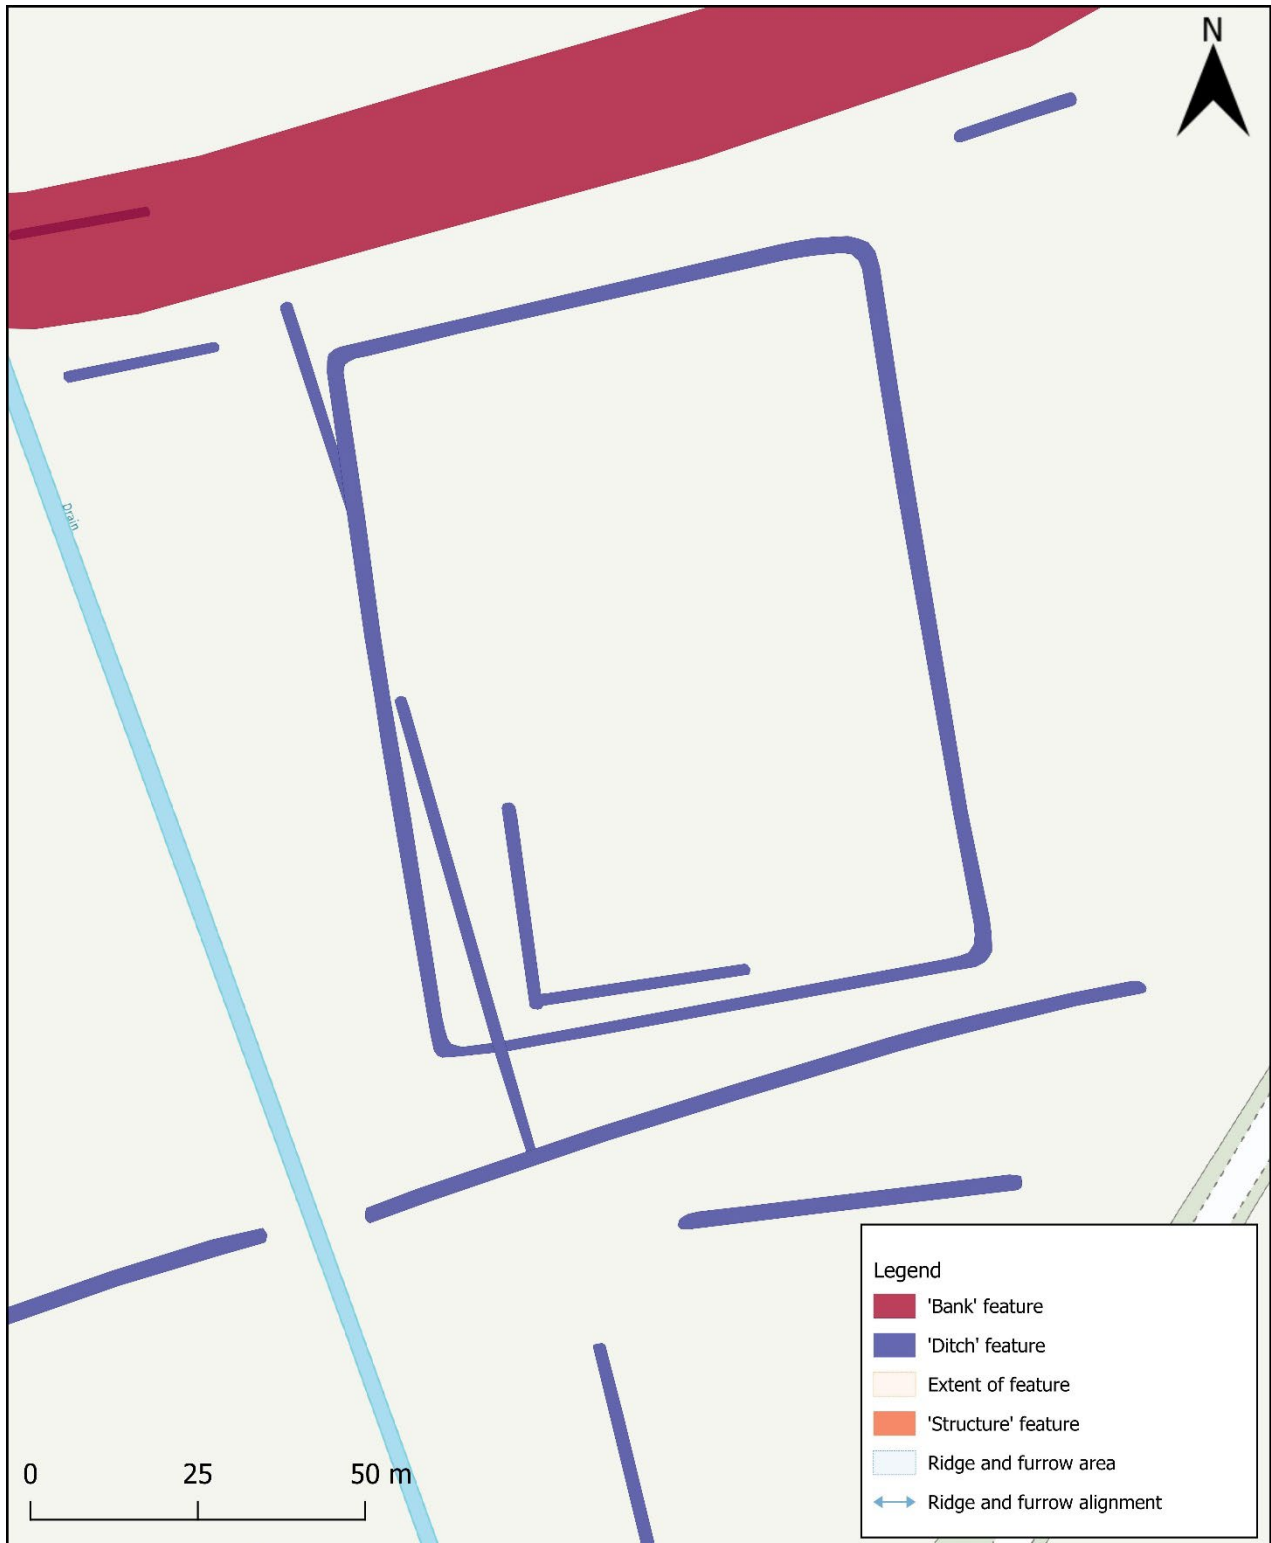 N
Drain
Legend
'Bank' feature
'Ditch' feature
Extent of feature
'Structure' feature
Ridge and furrow area
Ridge and furrow alignment
0 25 50 m